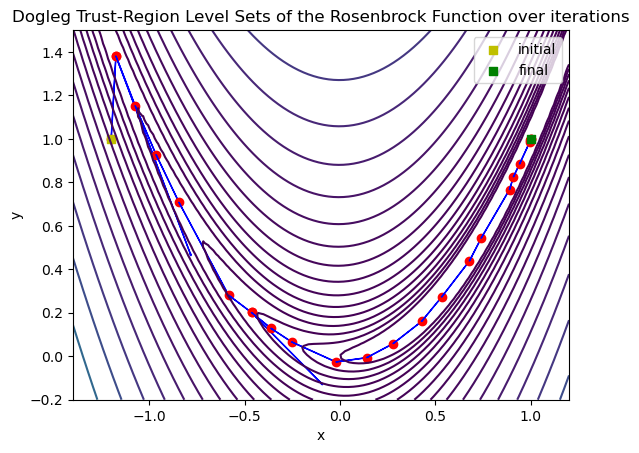 Dogleg Trust-Region Level Sets of the Rosenbrock Function over iterations
initial
final
y
1.4
1.2
1.0
0.8
0.6
0.4
0.2
0.0
−0.2
−1.0
−0.5
0.0
0.5
1.0
x